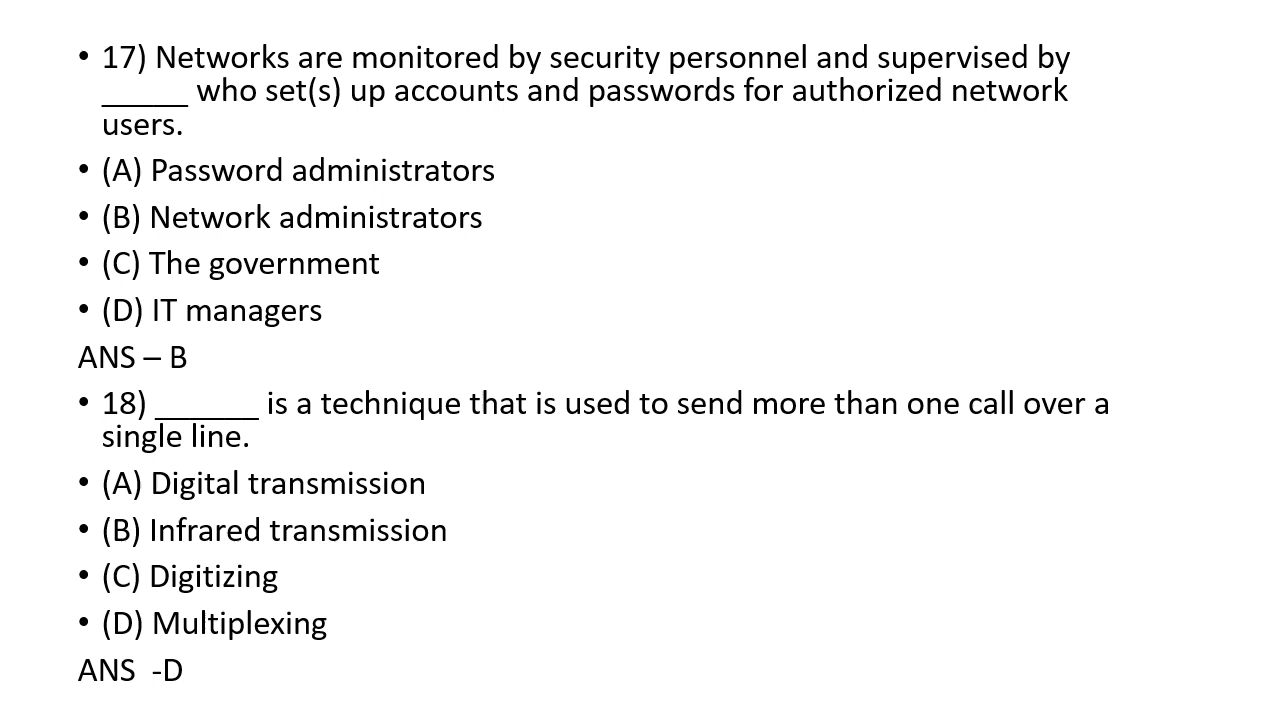 • 17) Networks are monitored by security personnel and supervised by
_____ who set(s) up accounts and passwords for authorized network
users.
• (A) Password administrators
• (B) Network administrators
• (C) The government
• (D) IT managers
ANS – B
• 18) ______ is a technique that is used to send more than one call over a
single line.
• (A) Digital transmission
• (B) Infrared transmission
• (C) Digitizing
• (D) Multiplexing
ANS  -D